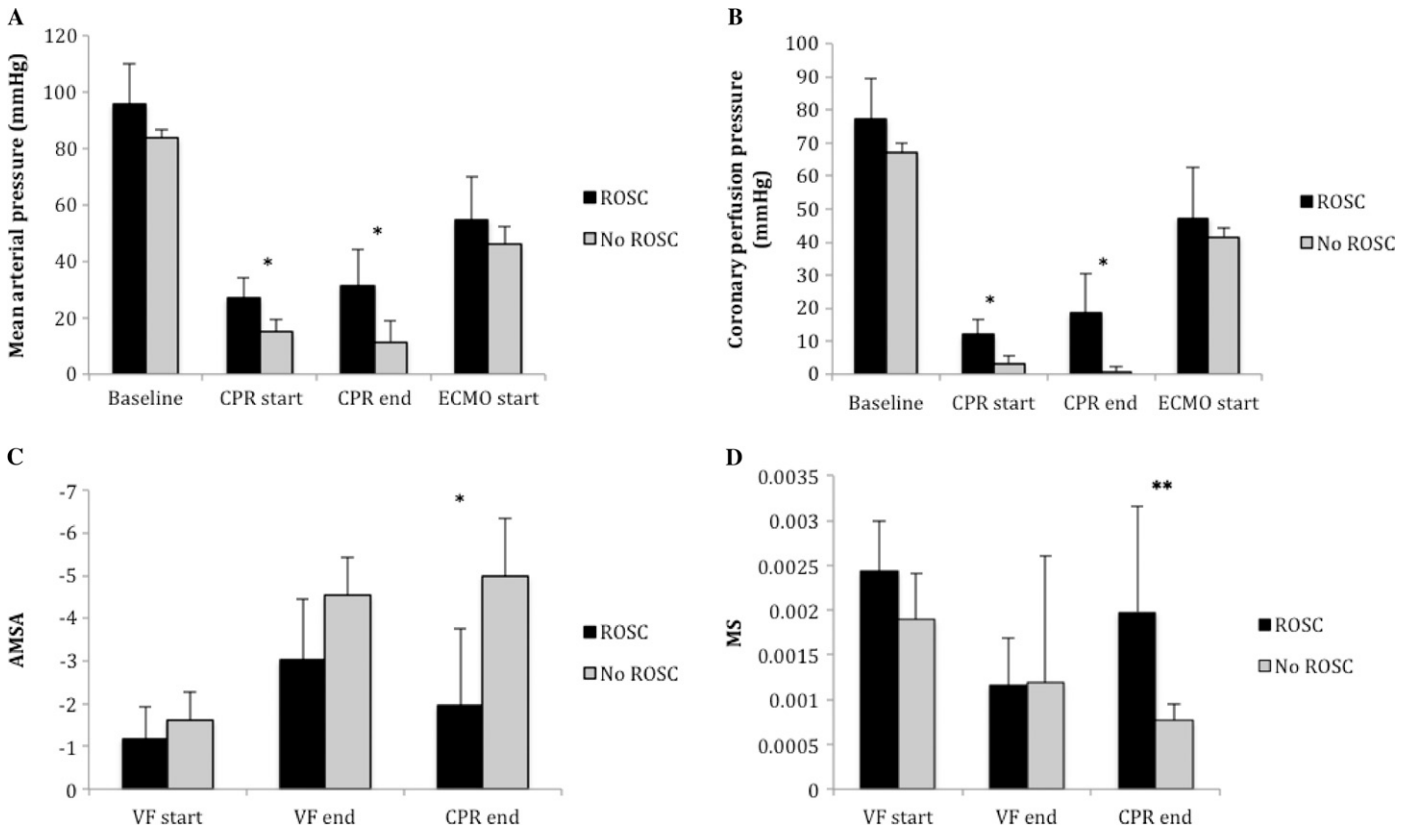 A
Mean arterial pressure (mmHg)
120
100
80
60
40
20
0
*
*
Baseline
CPR start
CPR end
ECMO start
ROSC
No ROSC
B
Coronary perfusion pressure
(mmHg)
100
90
80
70
60
50
40
30
20
10
0
*
*
Baseline
CPR start
CPR end
ECMO start
ROSC
No ROSC
C
AMSA
-7
-6
-5
-4
-3
-2
-1
0
*
VF start
VF end
CPR end
ROSC
No ROSC
D
MS
0.0035
0.003
0.0025
0.002
0.0015
0.001
0.0005
0
**
VF start
VF end
CPR end
ROSC
No ROSC